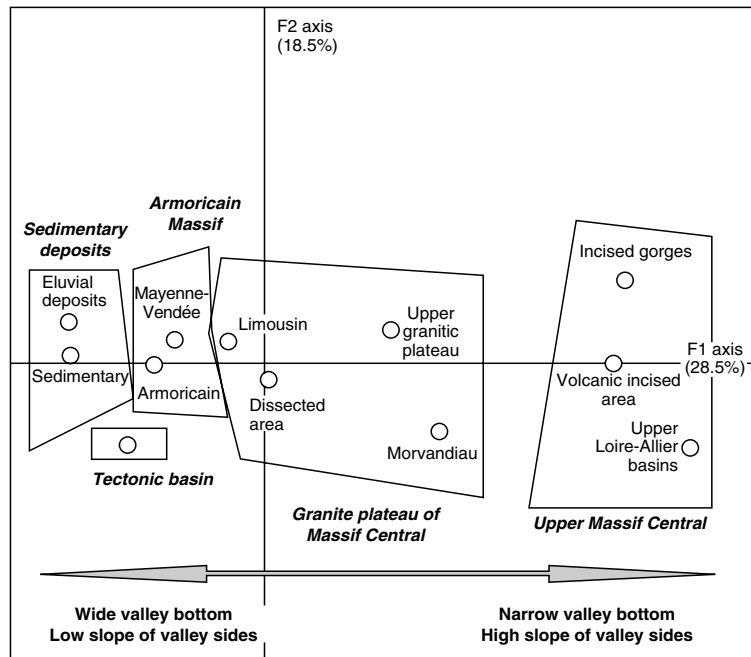 F2 axis
(18.5%)
Armoricain
Massif
Sedimentary
deposits
Incised gorges
Eluvial
deposits
Mayenne-
Vendée
Limousin
Upper
granitic
plateau
F1 axis
(28.5%)
Sedimentary
Armoricain
Dissected
area
Volcanic incised
area
Morvandiau
Upper
Loire-Allier
basins
Tectonic basin
Granite plateau of
Massif Central
Upper Massif Central
Wide valley bottom
Low slope of valley sides
Narrow valley bottom
High slope of valley sides